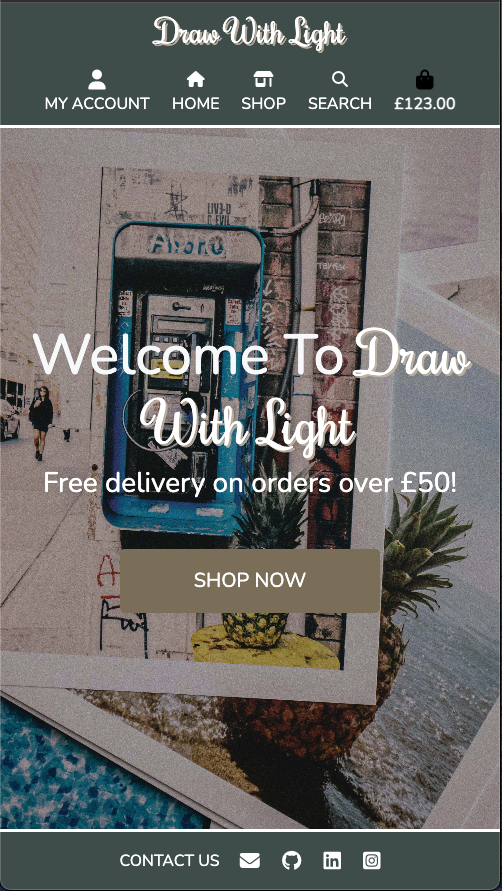 Draw With Light
MY ACCOUNT HOME SHOP SEARCH £123.00
LIVE-D
Welcome To Draw
With Light
Free delivery on orders over £50!
SHOP NOW
CONTACT US